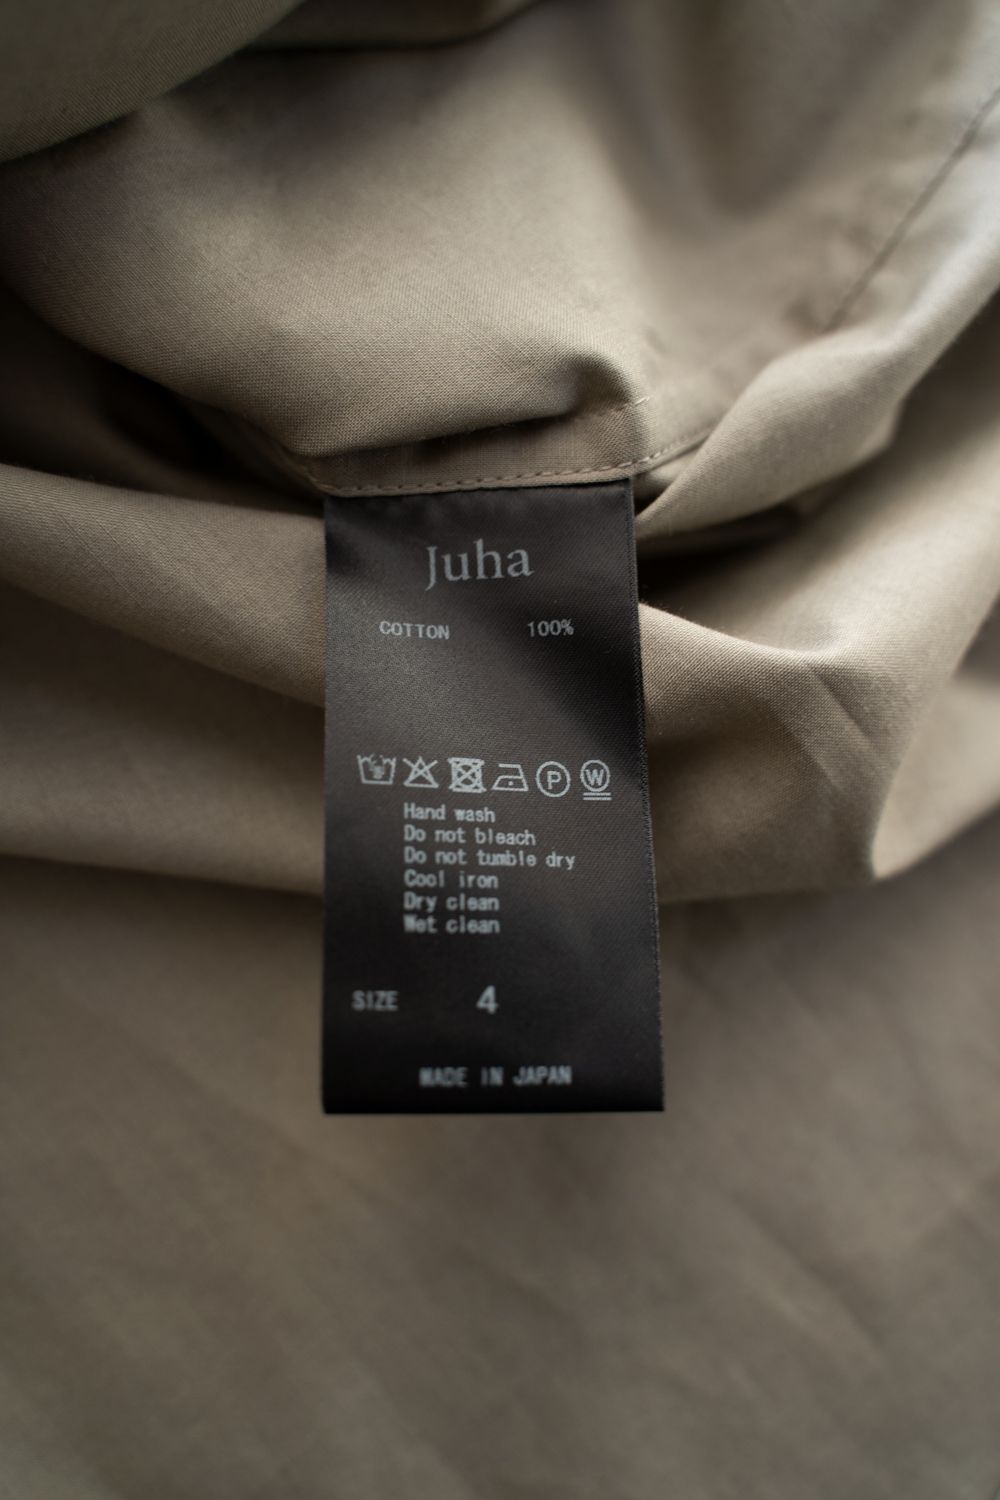 Juha
COTTON 100%
P W
Hand wash
Do not bleach
Do not tumble dry
Cool iron
Dry clean
Wet clean
SIZE 4
MADE IN JAPAN